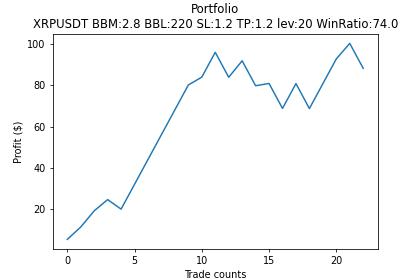 Portfolio
XRPUSDT BBM:2.8 BBL:220 SL:1.2 TP:1.2 lev:20 WinRatio:74.0
100
80
60
40
20
Profit ($)
0 5 10 15 20
Trade counts